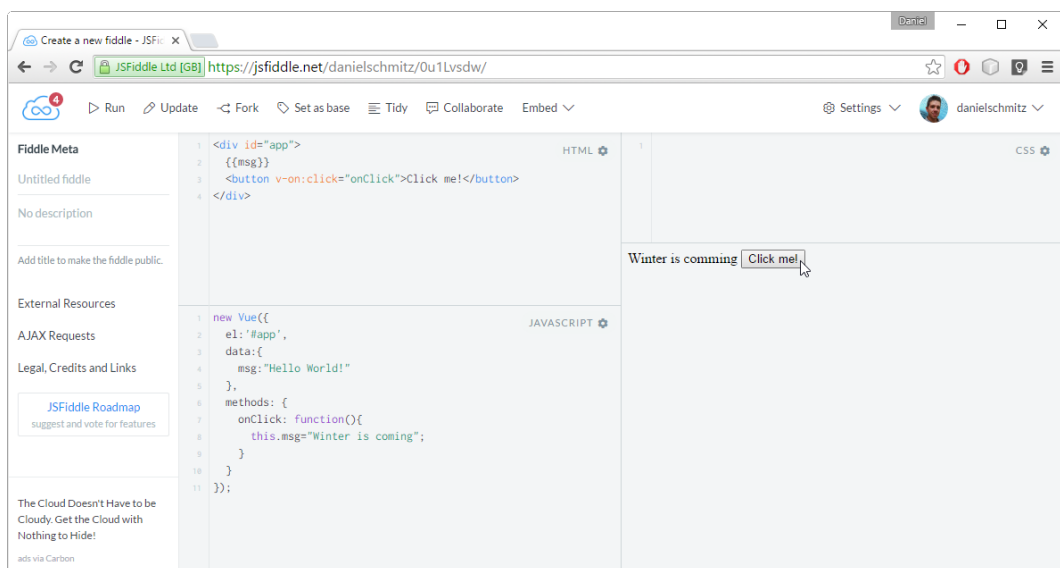 Daniel
Create a new fiddle - JSFi
JSFiddle Ltd [GB] https://jsfiddle.net/danielschmitz/0u1Lvsdw/
4 Run Update Fork Set as base Tidy Collaborate Embed Settings danielschmitz
Fiddle Meta
Untitled fiddle
No description
Add title to make the fiddle public.
External Resources
AJAX Requests
Legal, Credits and Links
JSFiddle Roadmap
suggest and vote for features
The Cloud Doesn't Have to be
Cloudy. Get the Cloud with
Nothing to Hide!
ads via Carbon
HTML
1 <div id="app">
2 {{msg}}
3 <button v-on:click="onClick">Click me!</button>
4 </div>
JAVASCRIPT
1 new Vue({
2 el:'#app',
3 data:{
4 msg:"Hello World!"
5 },
6 methods: {
7 onClick: function(){
8 this.msg="Winter is coming";
9 }
10 }
11 });
1
CSS
Winter is comming Click me!